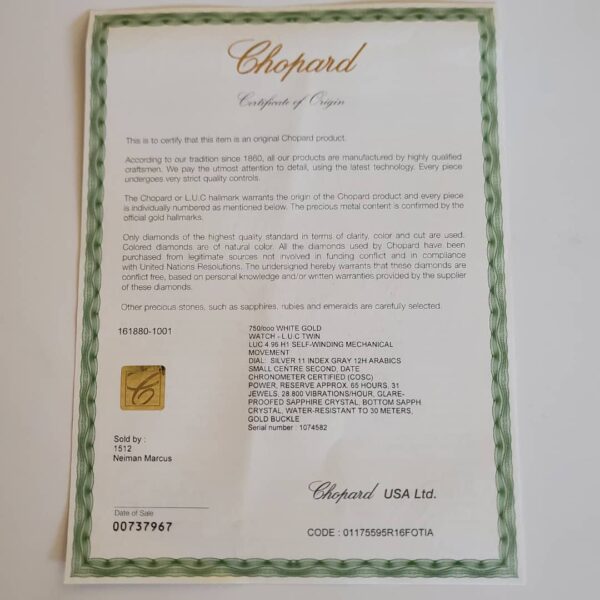 Chopard
Certificate of Origin
This is to certify that this item is an original Chopard product.
According to our tradition since 1860, all our products are manufactured by highly qualified
craftsmen. We pay the utmost attention to detail, using the latest technology. Every piece
undergoes very strict quality controls.
The Chopard or L.U.C hallmark warrants the origin of the Chopard product and every piece
is individually numbered as mentioned below. The precious metal content is confirmed by the
official gold hallmarks.
Only diamonds of the highest quality standard in terms of clarity, color and cut are used.
Colored diamonds are of natural color. All the diamonds used by Chopard have been
purchased from legitimate sources not involved in funding conflict and in compliance
with United Nations Resolutions. The undersigned hereby warrants that these diamonds are
conflict free, based on personal knowledge and/or written warranties provided by the supplier
of these diamonds.
Other precious stones, such as sapphires, rubies and emeralds are carefully selected.
161880-1001
750/ooo WHITE GOLD
WATCH - L.U.C TWIN
LUC 4.96 H1 SELF-WINDING MECHANICAL
MOVEMENT
DIAL: SILVER 11 INDEX GRAY 12H ARABICS
SMALL CENTRE SECOND, DATE
CHRONOMETER CERTIFIED (COSC)
POWER, RESERVE APPROX. 65 HOURS, 31
JEWELS, 28.800 VIBRATIONS/HOUR, GLARE-
PROOFED SAPPHIRE CRYSTAL, BOTTOM SAPPH.
CRYSTAL, WATER-RESISTANT TO 30 METERS,
GOLD BUCKLE
Serial number : 1074582
C
Sold by :
1512
Neiman Marcus
Chopard USA Ltd.
Date of Sale
00737967
CODE : 01175595R16FOTIA